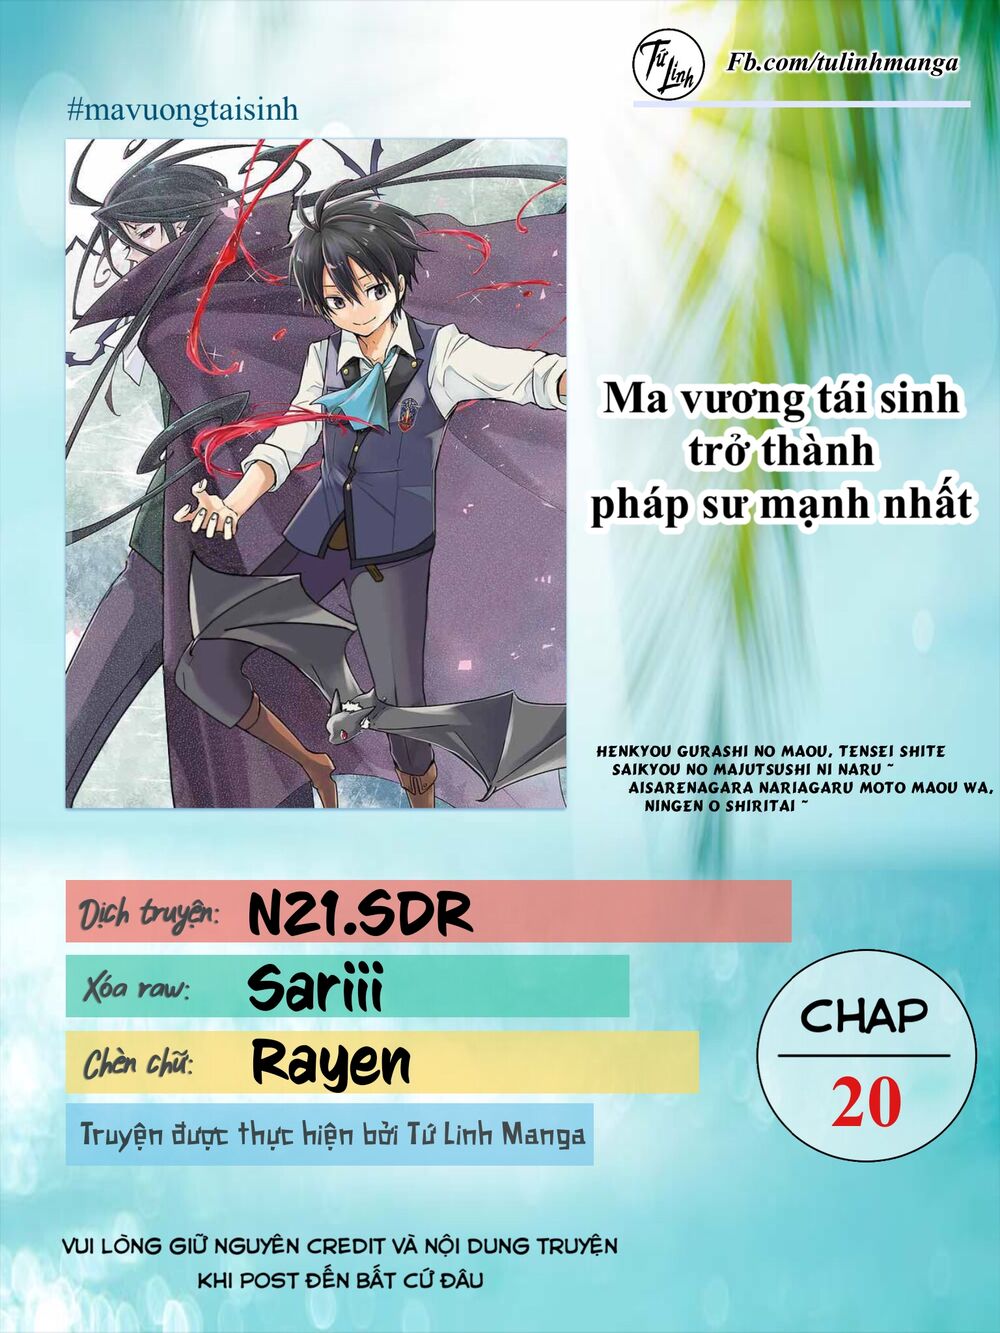 Tứ Linh
Fb.com/tulinhmanga
#mavuongtaisinh
Ma vương tái sinh
trở thành
pháp sư mạnh nhất
HENKYOU GURASHI NO MAOU, TENSEI SHITE
SAIKYOU NO MAJUTSUSHI NI NARU ~
AISARENAGARA NARIAGARU MOTO MAOU WA,
NINGEN O SHIRITAI ~
Dịch truyện: N21.SDR
Xóa raw: Sariii
Chèn chữ: Rayen
Truyện được thực hiện bởi Tứ Linh Manga
CHAP
20
VUI LÒNG GIỮ NGUYÊN CREDIT VÀ NỘI DUNG TRUYỆN
KHI POST ĐẾN BẤT CỨ ĐÂU